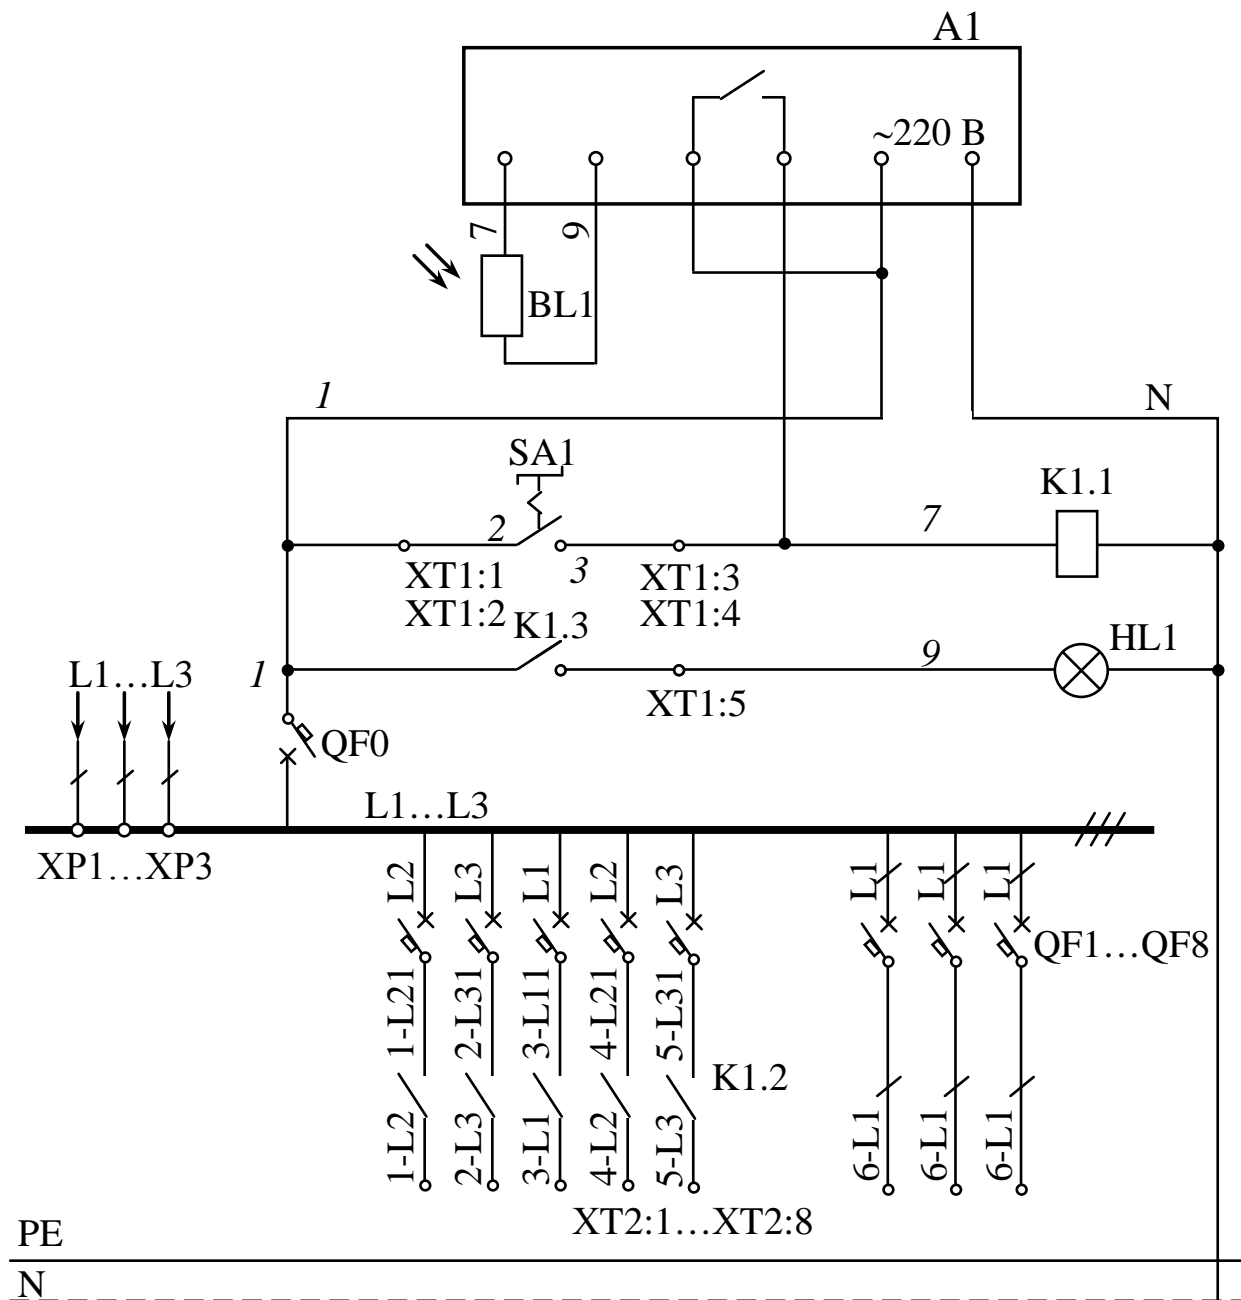 A1
~220 В
7
9
BL1
1
N
SA1
K1.1
2
3
7
XT1:1
XT1:2
XT1:3
XT1:4
K1.3
HL1
L1…L3
1
9
XT1:5
QF0
L1…L3
XP1…XP3
L2
L3
L1
L2
L3
L1
L1
L1
QF1…QF8
1-L21
2-L31
3-L11
4-L21
5-L31
K1.2
1-L2
2-L3
3-L1
4-L2
5-L3
6-L1
6-L1
6-L1
XT2:1…XT2:8
PE
N